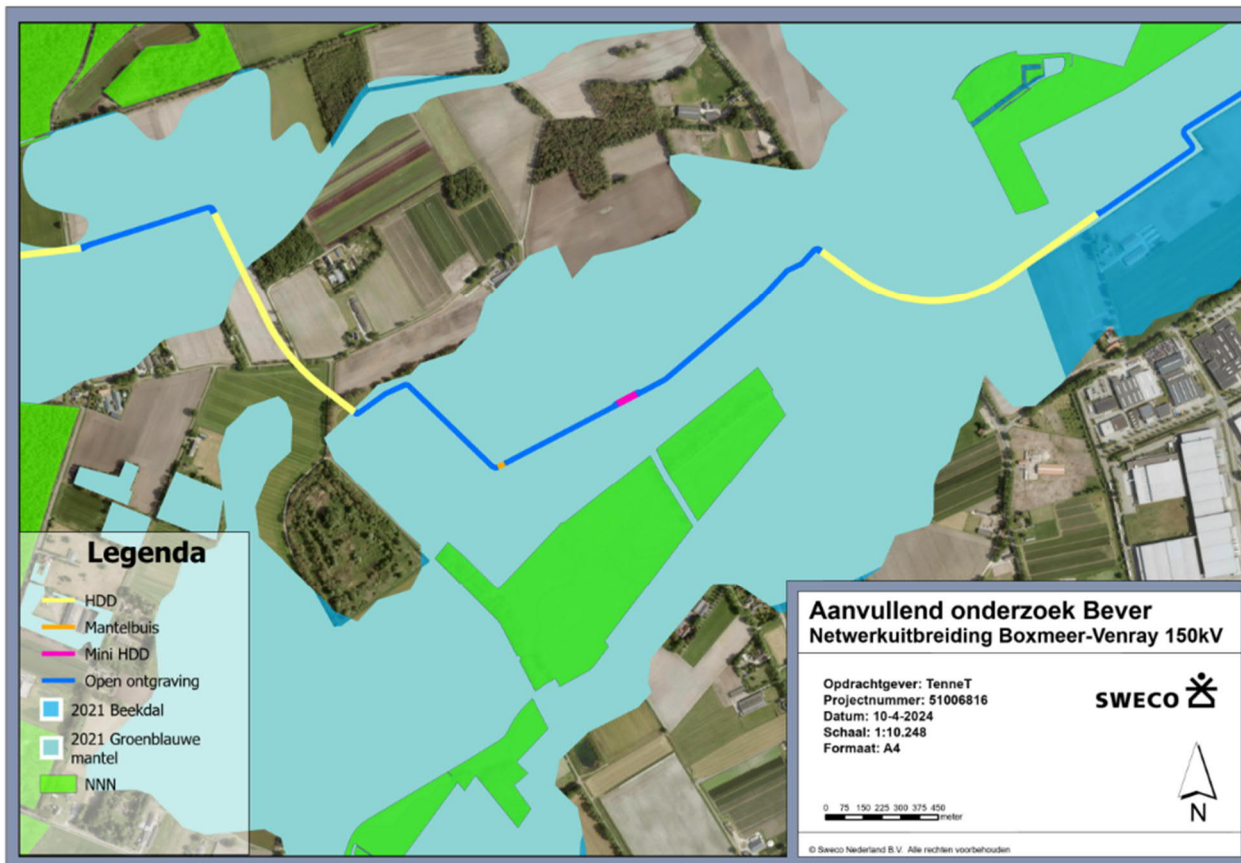 Legenda
HDD
Mantelbuis
Mini HDD
Open ontgraving
2021 Beekdal
2021 Groenblauwe
mantel
NNN
Aanvullend onderzoek Bever
Netwerkuitbreiding Boxmeer-Venray 150kV
Opdrachtgever: TenneT
Projectnummer: 51006816
Datum: 10-4-2024
Schaal: 1:10.248
Formaat: A4
SWECO
N
0 75 150 225 300 375 450
meter
© Sweco Nederland B.V. Alle rechten voorbehouden